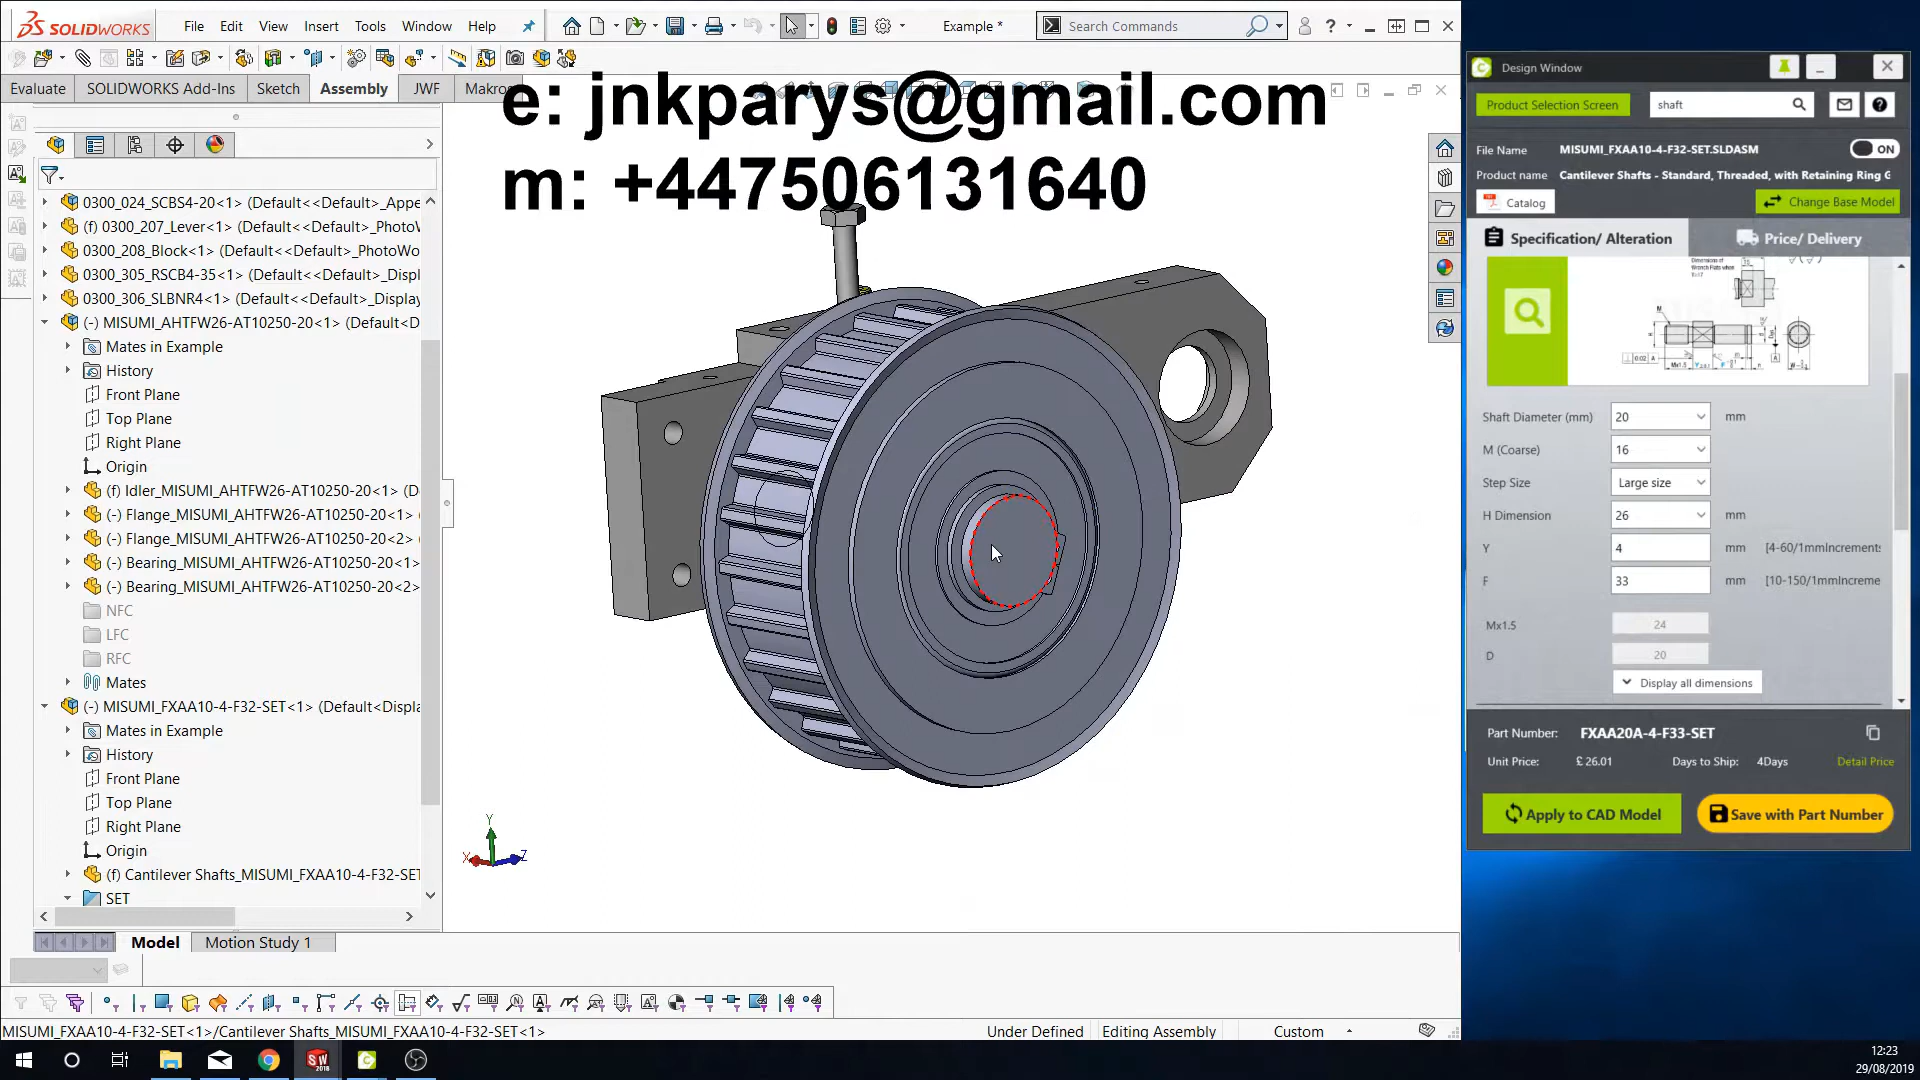 SOLIDWORKS File Edit View Insert Tools Window Help Example * Search Commands
Evaluate SOLIDWORKS Add-Ins Sketch Assembly JWF Makros
e: jnkparys@gmail.com
m: +447506131640
0300_024_SCBS4-20<1> (Default<<Default>_Appe
(f) 0300_207_Lever<1> (Default<<Default>_PhotoW
0300_208_Block<1> (Default<<Default>_PhotoWo
0300_305_RSCB4-35<1> (Default<<Default>_Displ
0300_306_SLBNR4<1> (Default<<Default>_Display
(-) MISUMI_AHTFW26-AT10250-20<1> (Default<D
Mates in Example
History
Front Plane
Top Plane
Right Plane
Origin
(f) Idler_MISUMI_AHTFW26-AT10250-20<1> (D
(-) Flange_MISUMI_AHTFW26-AT10250-20<1>
(-) Flange_MISUMI_AHTFW26-AT10250-20<2>
(-) Bearing_MISUMI_AHTFW26-AT10250-20<1>
(-) Bearing_MISUMI_AHTFW26-AT10250-20<2>
NFC
LFC
RFC
Mates
(-) MISUMI_FXAA10-4-F32-SET<1> (Default<Displa
Mates in Example
History
Front Plane
Top Plane
Right Plane
Origin
(f) Cantilever Shafts_MISUMI_FXAA10-4-F32-SET
SET
Y
X
Z
Model Motion Study 1
MISUMI_FXAA10-4-F32-SET<1>/Cantilever Shafts_MISUMI_FXAA10-4-F32-SET<1>
Under Defined Editing Assembly Custom
Design Window
Product Selection Screen shaft
File Name MISUMI_FXAA10-4-F32-SET.SLDASM ON
Product name Cantilever Shafts - Standard, Threaded, with Retaining Ring G
Catalog Change Base Model
Specification/ Alteration Price/ Delivery
Dimensions of
Wrench Flats when
Shaft Diameter (mm) 20 mm
M (Coarse) 16
Step Size Large size
H Dimension 26 mm
Y 4 mm [4-60/1mmIncrements
F 33 mm [10-150/1mmIncreme
Mx1.5 24
D 20
Display all dimensions
Part Number: FXAA20A-4-F33-SET
Unit Price: £ 26.01 Days to Ship: 4Days Detail Price
Apply to CAD Model Save with Part Number
12:23
29/08/2019